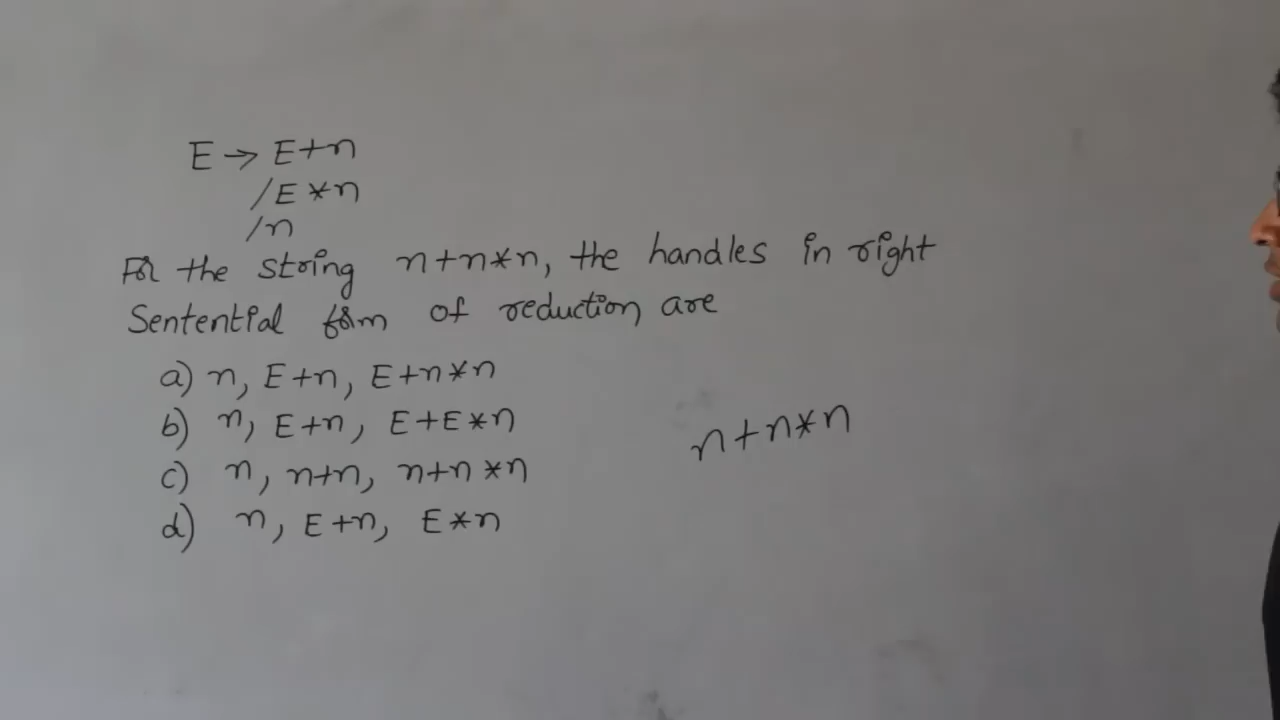 E → E+n
/E *n
/n
For the string n+n*n, the handles in right
Sentential form of reduction are
a) n, E+n, E+n*n
b) n, E+n, E+E*n
n+n*n
c) n, n+n, n+n*n
d) n, E+n, E*n